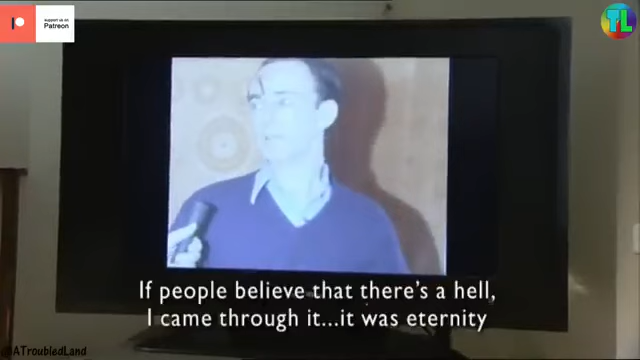 support us on
Patreon
TL
If people believe that there's a hell,
I came through it...it was eternity
@ATroubledLand